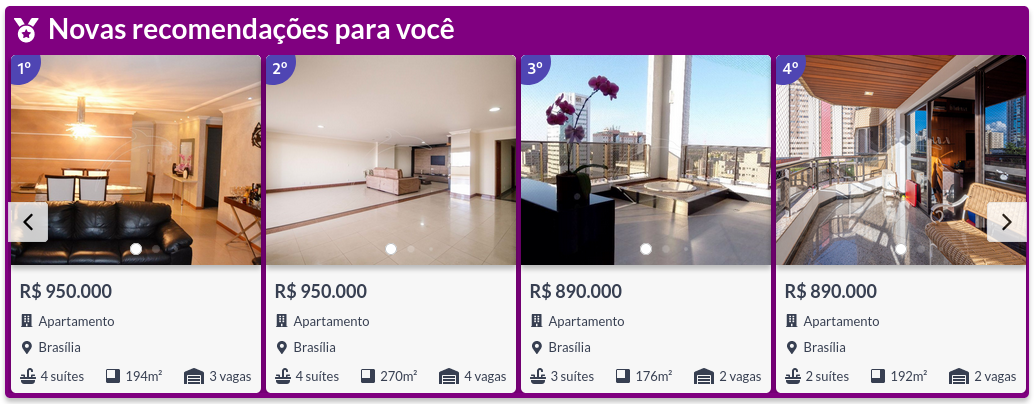 Novas recomendações para você
1º
2º
3º
4º
R$ 950.000
Apartamento
Brasília
4 suítes 194m² 3 vagas
R$ 950.000
Apartamento
Brasília
4 suítes 270m² 4 vagas
R$ 890.000
Apartamento
Brasília
3 suítes 176m² 2 vagas
R$ 890.000
Apartamento
Brasília
2 suítes 192m² 2 vagas